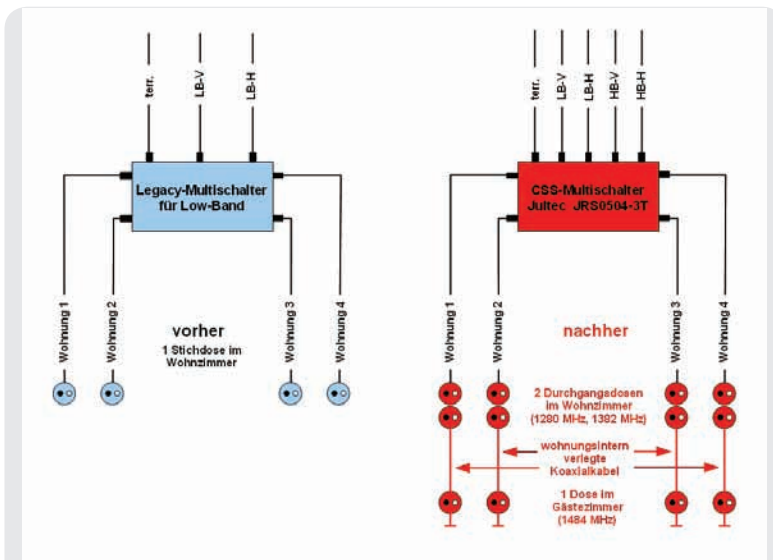 terr.
LB-V
LB-H
Legacy-Multischalter
für Low-Band
Wohnung 1
Wohnung 2
Wohnung 3
Wohnung 4
vorher
1 Stichdose im
Wohnzimmer
terr.
LB-V
LB-H
HB-V
HB-H
CSS-Multischalter
Jultec JRS0504-3T
Wohnung 1
Wohnung 2
Wohnung 3
Wohnung 4
nachher
2 Durchgangsdosen
im Wohnzimmer
(1280 MHz, 1382 MHz)
wohnungsintern
verlegte
Koaxialkabel
1 Dose im
Gästezimmer
(1484 MHz)